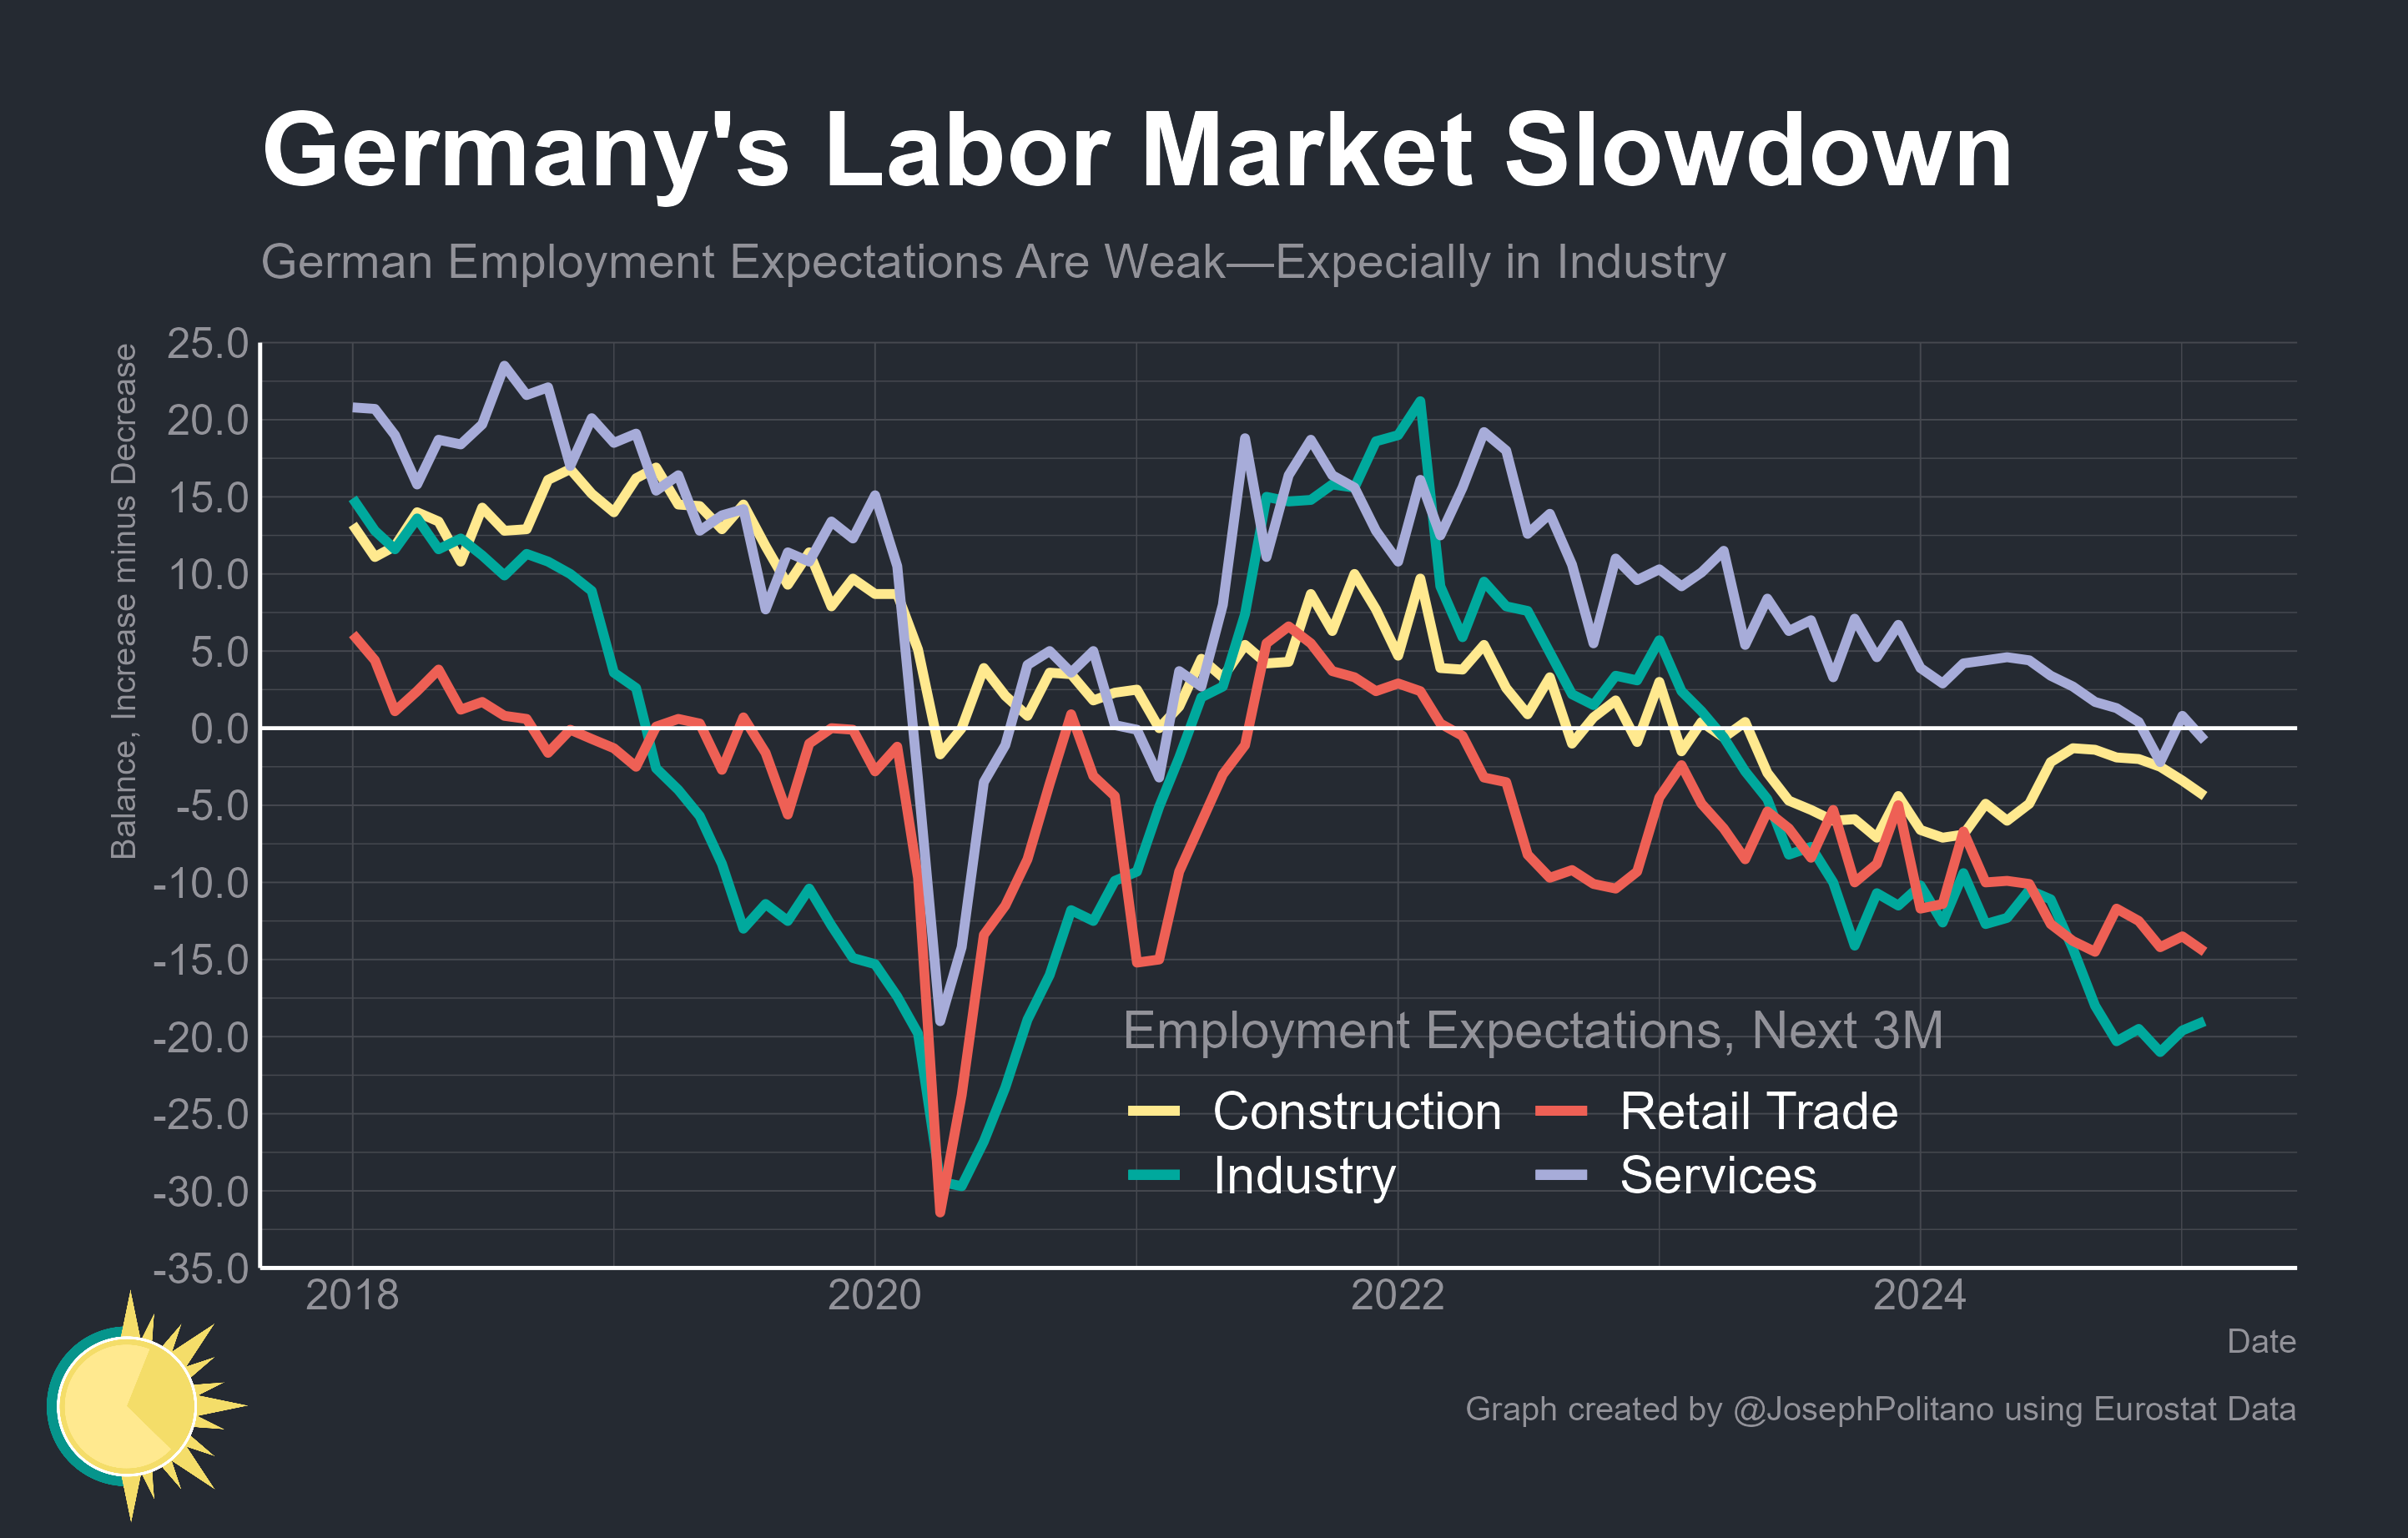 Germany's Labor Market Slowdown
German Employment Expectations Are Weak—Expecially in Industry
Balance, Increase minus Decrease
25.0
20.0
15.0
10.0
5.0
0.0
-5.0
-10.0
-15.0
-20.0
-25.0
-30.0
-35.0
Employment Expectations, Next 3M
Construction
Retail Trade
Industry
Services
2018
2020
2022
2024
Date
Graph created by @JosephPolitano using Eurostat Data